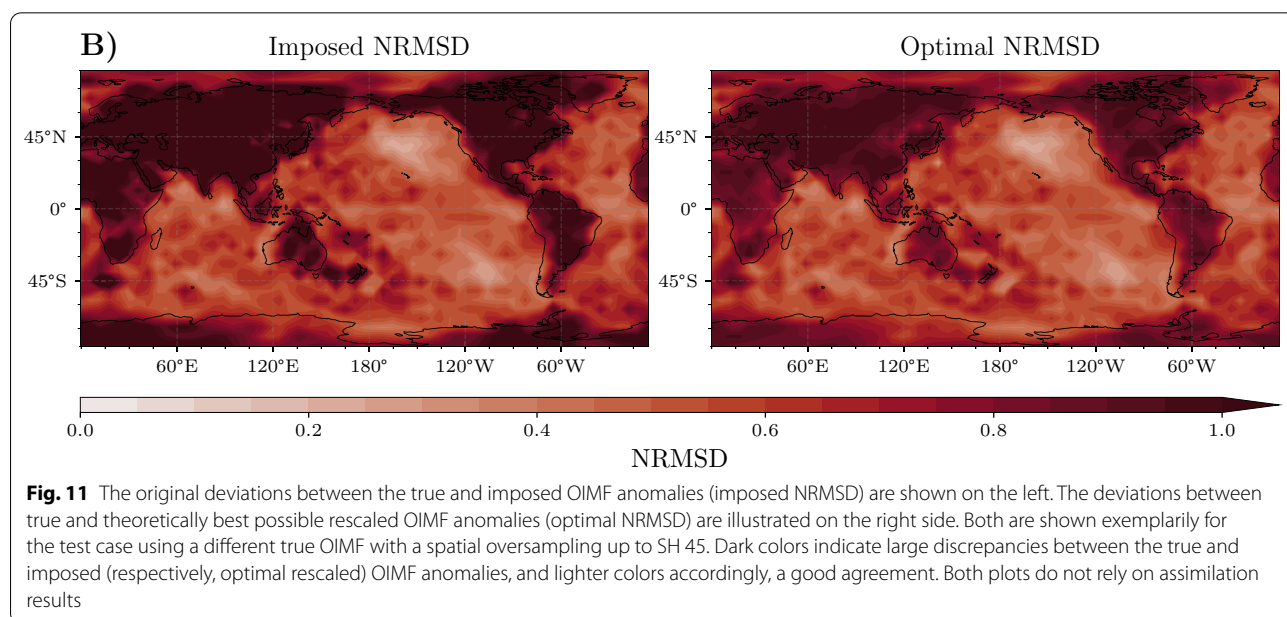 B)
Imposed NRMSD
Optimal NRMSD
45°N
0°
45°S
60°E 120°E 180° 120°W 60°W
60°E 120°E 180° 120°W 60°W
0.0 0.2 0.4 0.6 0.8 1.0
NRMSD
Fig. 11 The original deviations between the true and imposed OIMF anomalies (imposed NRMSD) are shown on the left. The deviations between
true and theoretically best possible rescaled OIMF anomalies (optimal NRMSD) are illustrated on the right side. Both are shown exemplarily for
the test case using a different true OIMF with a spatial oversampling up to SH 45. Dark colors indicate large discrepancies between the true and
imposed (respectively, optimal rescaled) OIMF anomalies, and lighter colors accordingly, a good agreement. Both plots do not rely on assimilation
results